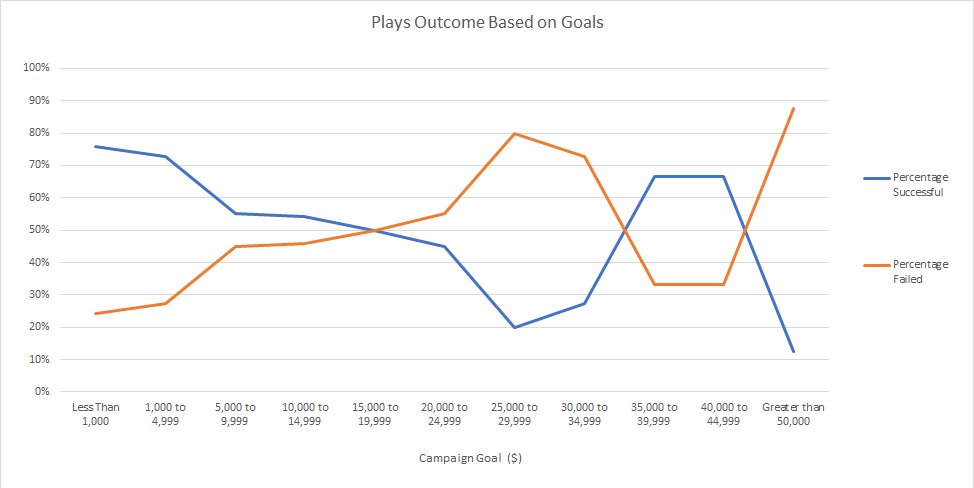 Plays Outcome Based on Goals
100%
90%
80%
70%
60%
50%
40%
30%
20%
10%
0%
Less Than
1,000
1,000 to
4,999
5,000 to
9,999
10,000 to
14,999
15,000 to
19,999
20,000 to
24,999
25,000 to
29,999
30,000 to
34,999
35,000 to
39,999
40,000 to
44,999
Greater than
50,000
Campaign Goal ($)
Percentage
Successful
Percentage
Failed